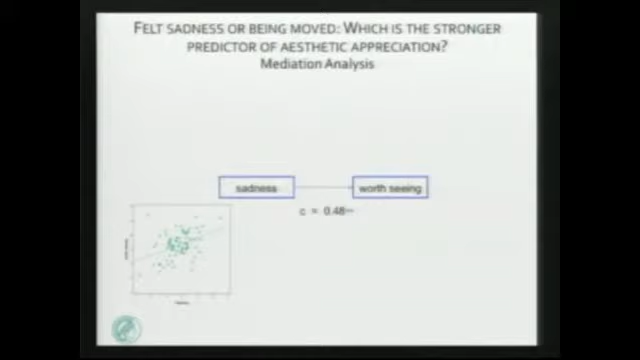 FELT SADNESS OR BEING MOVED: WHICH IS THE STRONGER
PREDICTOR OF AESTHETIC APPRECIATION?
Mediation Analysis
sadness
worth seeing
c = 0.48